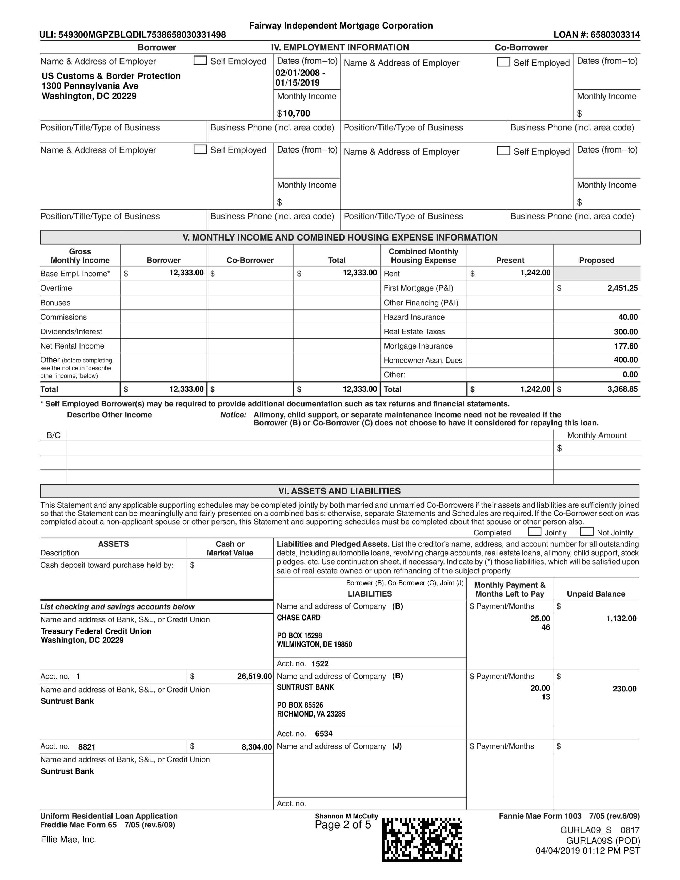 Fairway Independent Mortgage Corporation
ULI: 549300MGPZBLQDIL7538658030331498
LOAN #: 6580303314
Borrower
IV. EMPLOYMENT INFORMATION
Co-Borrower
Name & Address of Employer
Self Employed
Dates (from–to)
Name & Address of Employer
Self Employed
Dates (from–to)
US Customs & Border Protection
1300 Pennsylvania Ave
Washington, DC 20229
02/01/2008 -
01/15/2019
Monthly Income
Monthly Income
$10,700
$
Position/Title/Type of Business
Business Phone (incl. area code)
Position/Title/Type of Business
Business Phone (incl. area code)
Name & Address of Employer
Self Employed
Dates (from–to)
Name & Address of Employer
Self Employed
Dates (from–to)
Monthly Income
Monthly Income
$
$
Position/Title/Type of Business
Business Phone (incl. area code)
Position/Title/Type of Business
Business Phone (incl. area code)
V. MONTHLY INCOME AND COMBINED HOUSING EXPENSE INFORMATION
Gross
Monthly Income
Borrower
Co-Borrower
Total
Combined Monthly
Housing Expense
Present
Proposed
Base Empl. Income* $ 12,333.00 $ $ 12,333.00 Rent $ 1,242.00
Overtime First Mortgage (P&I) $ 2,451.25
Bonuses Other Financing (P&I)
Commissions Hazard Insurance 40.00
Dividends/Interest Real Estate Taxes 300.00
Net Rental Income Mortgage Insurance 177.60
Other (before completing, Homeowner Assn. Dues 400.00
see the notice in "describe
other income," below) Other: 0.00
Total $ 12,333.00 $ $ 12,333.00 Total $ 1,242.00 $ 3,368.85
* Self Employed Borrower(s) may be required to provide additional documentation such as tax returns and financial statements.
Describe Other Income
Notice: Alimony, child support, or separate maintenance income need not be revealed if the
Borrower (B) or Co-Borrower (C) does not choose to have it considered for repaying this loan.
B/C
Monthly Amount
$
VI. ASSETS AND LIABILITIES
This Statement and any applicable supporting schedules may be completed jointly by both married and unmarried Co-Borrowers if their assets and liabilities are sufficiently joined
so that the Statement can be meaningfully and fairly presented on a combined basis; otherwise, separate Statements and Schedules are required. If the Co-Borrower section was
completed about a non-applicant spouse or other person, this Statement and supporting schedules must be completed about that spouse or other person also.
Completed Jointly Not Jointly
ASSETS
Description
Cash or
Market Value
Liabilities and Pledged Assets. List the creditor's name, address, and account number for all outstanding
debts, including automobile loans, revolving charge accounts, real estate loans, alimony, child support, stock
pledges, etc. Use continuation sheet, if necessary. Indicate by (*) those liabilities, which will be satisfied upon
sale of real estate owned or upon refinancing of the subject property.
Cash deposit toward purchase held by:
$
Borrower (B), Co-Borrower (C), Joint (J)
LIABILITIES
Monthly Payment &
Months Left to Pay
Unpaid Balance
List checking and savings accounts below
Name and address of Bank, S&L, or Credit Union
Treasury Federal Credit Union
Washington, DC 20229
Name and address of Company (B)
CHASE CARD
PO BOX 15298
WILMINGTON, DE 19850
Acct. no. 1522
$ Payment/Months
25.00
46
$
1,132.00
Acct. no. 1
$ 26,519.00
Name and address of Bank, S&L, or Credit Union
Suntrust Bank
Name and address of Company (B)
SUNTRUST BANK
PO BOX 85526
RICHMOND, VA 23285
Acct. no. 6534
$ Payment/Months
20.00
13
$
230.00
Acct. no. 8821
$ 8,304.00
Name and address of Bank, S&L, or Credit Union
Suntrust Bank
Name and address of Company (J)
$ Payment/Months
$
Acct. no.
Uniform Residential Loan Application
Freddie Mac Form 65 7/05 (rev.6/09)
Ellie Mae, Inc.
Shannon M McCully
Page 2 of 5
Fannie Mae Form 1003 7/05 (rev.6/09)
GURLA09_S 0817
GURLA09S (POD)
04/04/2019 01:12 PM PST